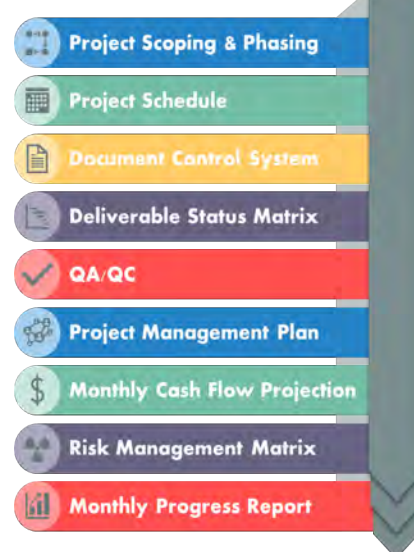 Project Scoping & Phasing
Project Schedule
Document Control System
Deliverable Status Matrix
QA/QC
Project Management Plan
Monthly Cash Flow Projection
Risk Management Matrix
Monthly Progress Report